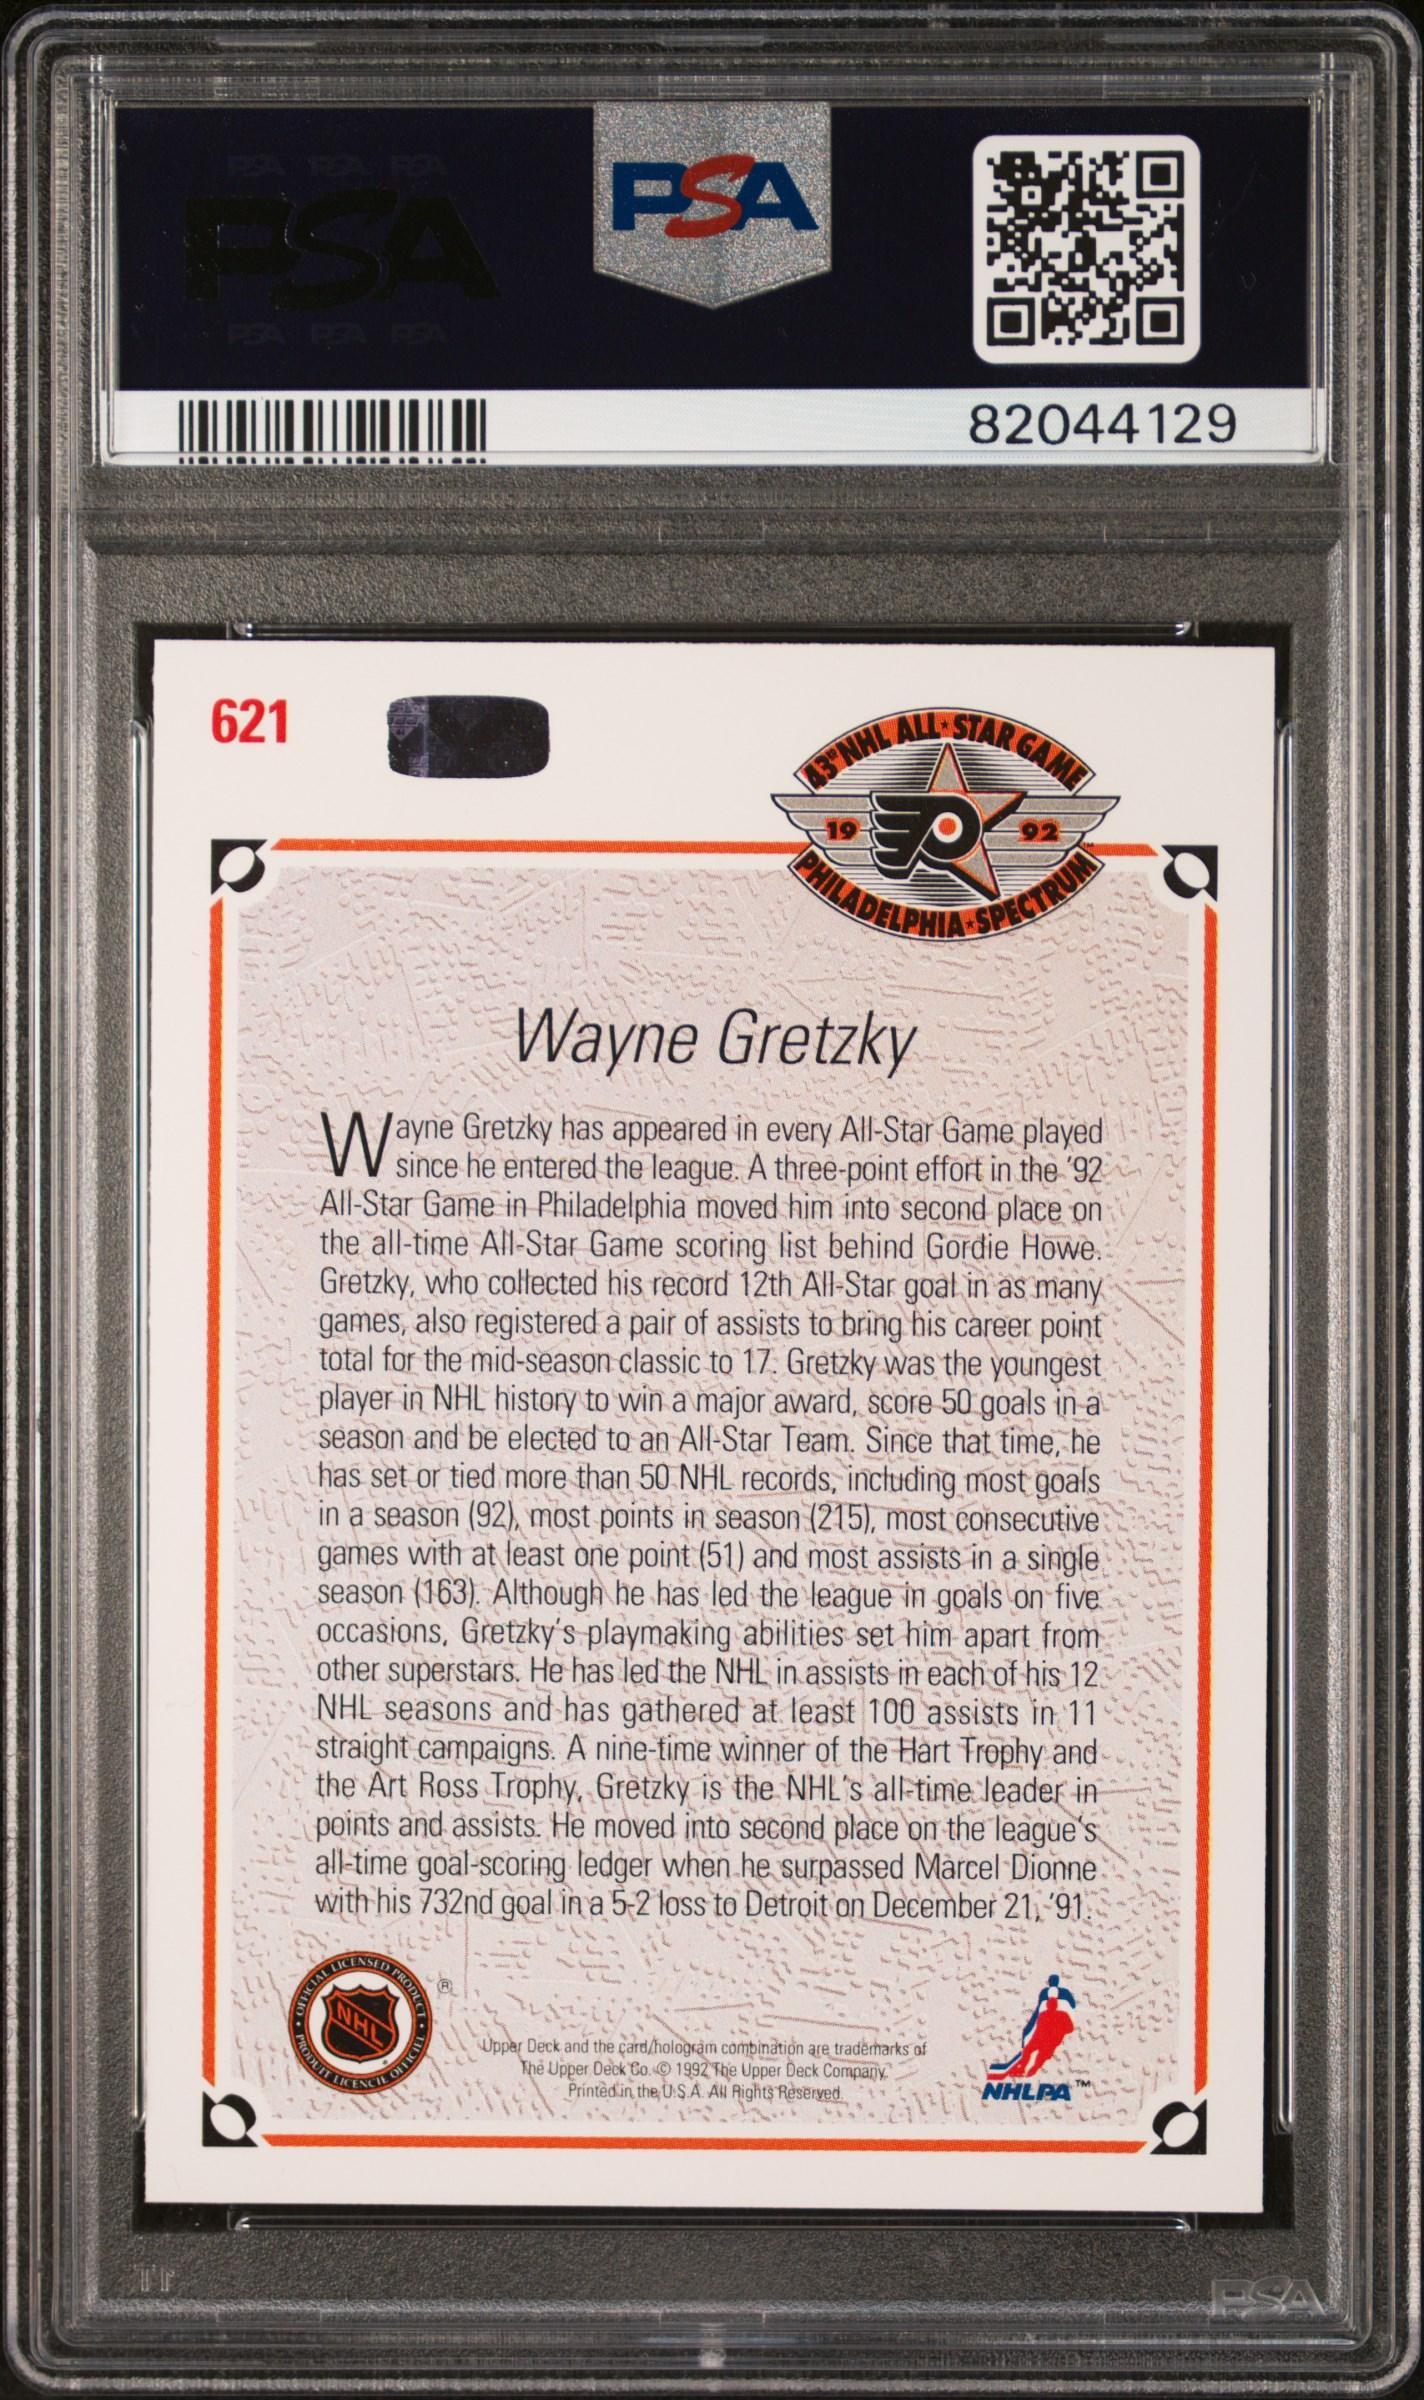 PSA PSA PSA
PSA
PSA PSA PSA
PSA
82044129
621
43RD NHL ALL★STAR GAME
19 92
PHILADELPHIA★SPECTRUM
Wayne Gretzky
Wayne Gretzky has appeared in every All-Star Game played
since he entered the league. A three-point effort in the '92
All-Star Game in Philadelphia moved him into second place on
the all-time All-Star Game scoring list behind Gordie Howe.
Gretzky, who collected his record 12th All-Star goal in as many
games, also registered a pair of assists to bring his career point
total for the mid-season classic to 17. Gretzky was the youngest
player in NHL history to win a major award, score 50 goals in a
season and be elected to an All-Star Team. Since that time, he
has set or tied more than 50 NHL records, including most goals
in a season (92), most points in season (215), most consecutive
games with at least one point (51) and most assists in a single
season (163). Although he has led the league in goals on five
occasions, Gretzky's playmaking abilities set him apart from
other superstars. He has led the NHL in assists in each of his 12
NHL seasons and has gathered at least 100 assists in 11
straight campaigns. A nine-time winner of the Hart Trophy and
the Art Ross Trophy, Gretzky is the NHL's all-time leader in
points and assists. He moved into second place on the league's
all-time goal-scoring ledger when he surpassed Marcel Dionne
with his 732nd goal in a 5-2 loss to Detroit on December 21, '91.
OFFICIAL LICENSED PRODUCT
NHL ®
PRODUIT LICENCIE OFFICIEL
Upper Deck and the card/hologram combination are trademarks of
The Upper Deck Co. © 1992 The Upper Deck Company.
Printed in the U.S.A. All Rights Reserved.
NHLPA™
PSA